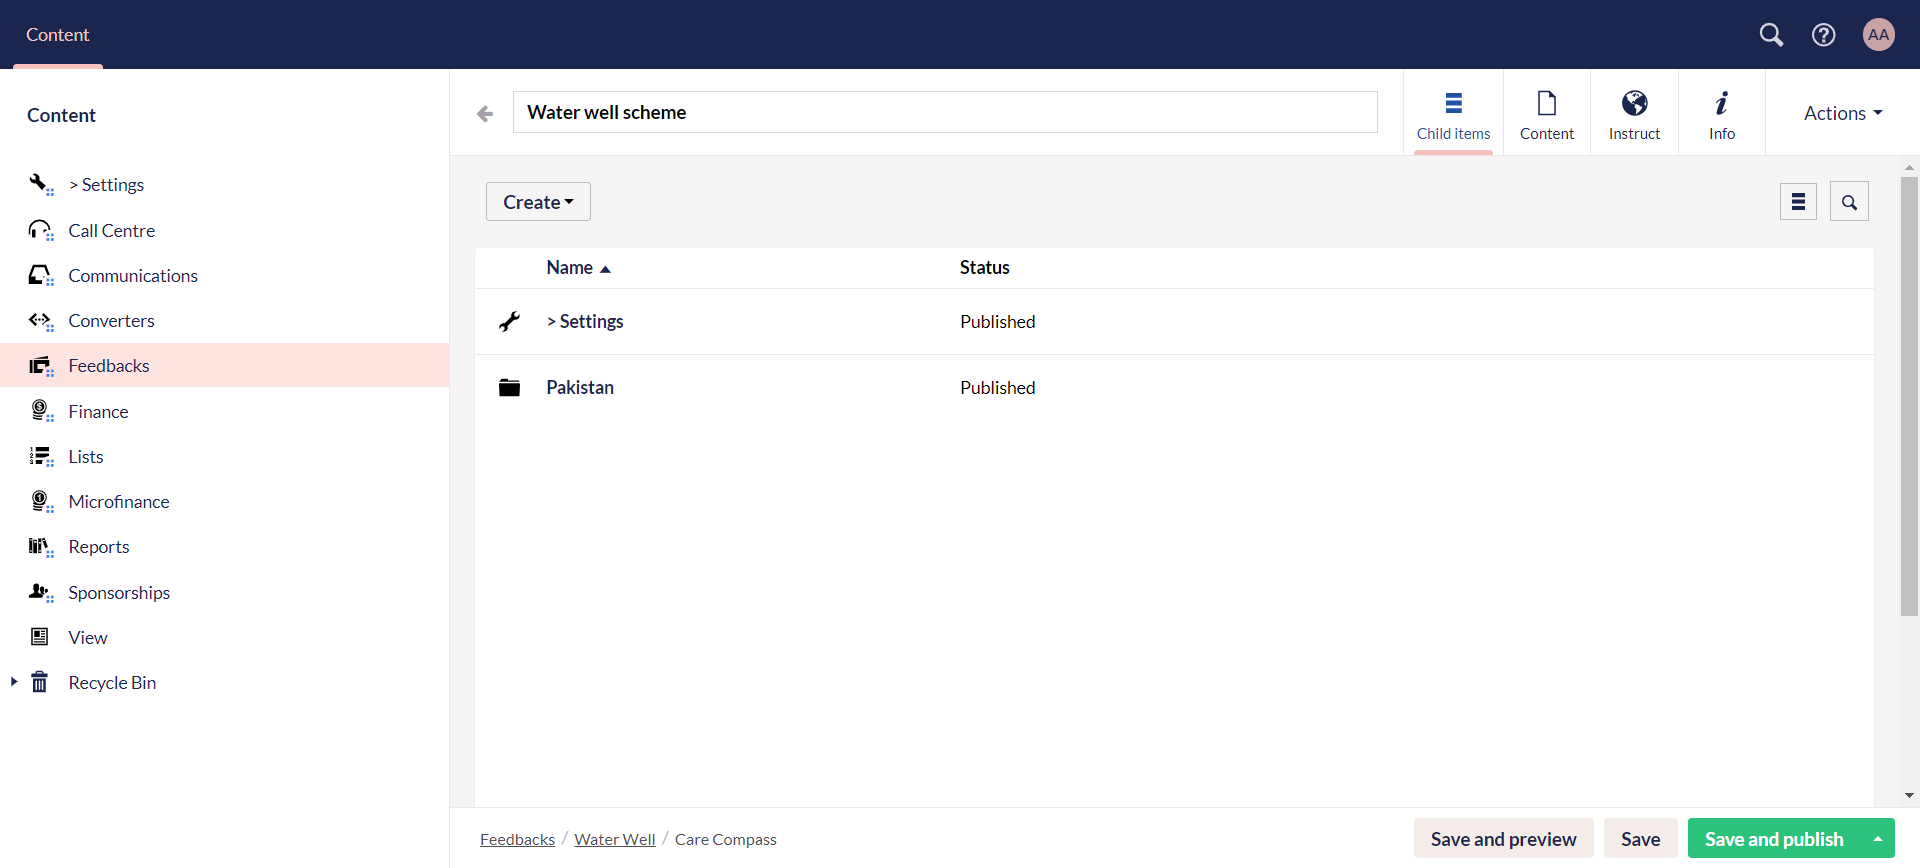 Content
AA
Content
> Settings
Call Centre
Communications
Converters
Feedbacks
Finance
Lists
Microfinance
Reports
Sponsorships
View
Recycle Bin
Water well scheme
Child items
Content
Instruct
Info
Actions
Create
Name Status
> Settings Published
Pakistan Published
Feedbacks / Water Well / Care Compass
Save and preview
Save
Save and publish